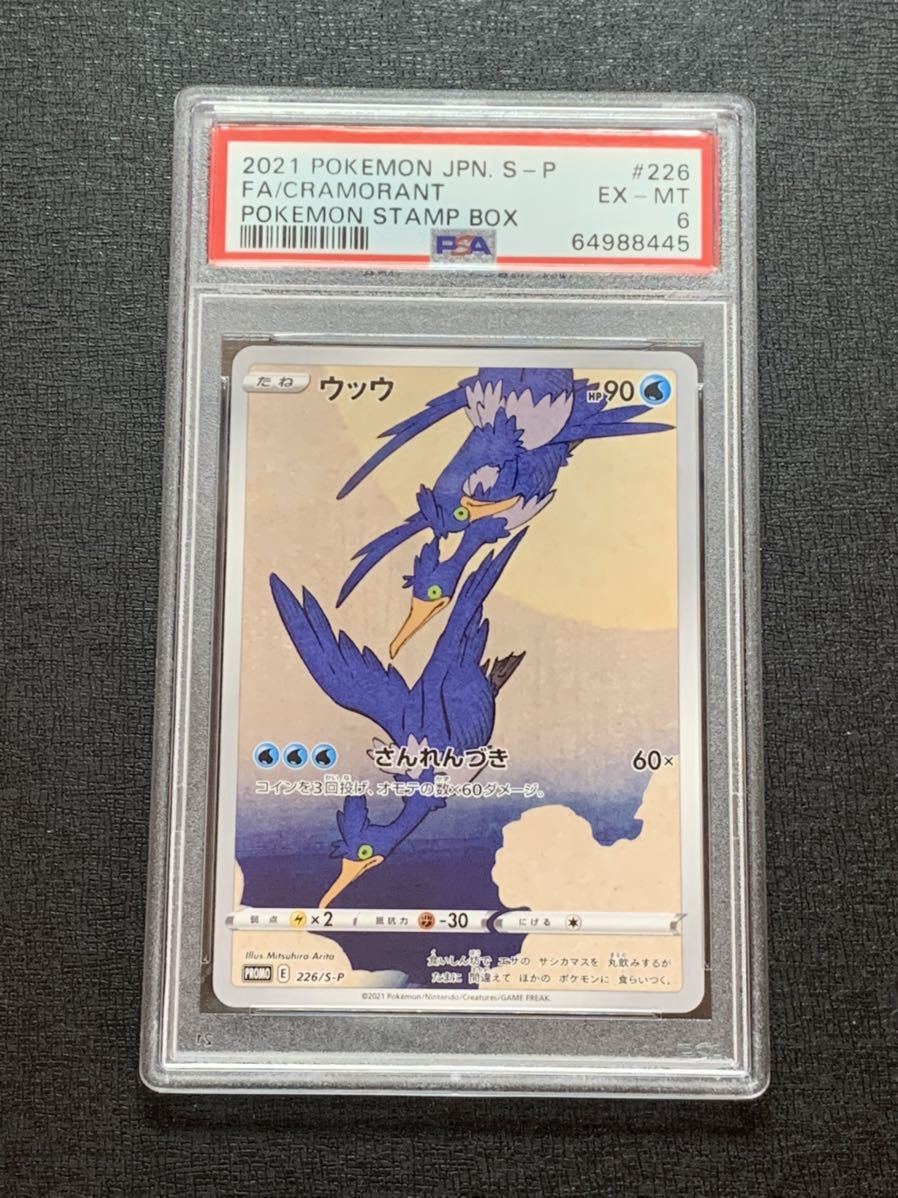 2021 POKEMON JPN. S-P #226
FA/CRAMORANT EX-MT
POKEMON STAMP BOX 6
PSA 64988445
たね ウッウ HP90
さんれんづき 60×
コインを3回投げ、オモテの数×60ダメージ。
弱点 ×2 抵抗力 -30 にげる
Illus. Mitsuhiro Arita
PROMO E 226/S-P
食いしん坊で エサの サシカマスを 丸飲みするが
たまに 間違えて ほかの ポケモンに 食らいつく。
©2021 Pokémon/Nintendo/Creatures/GAME FREAK.